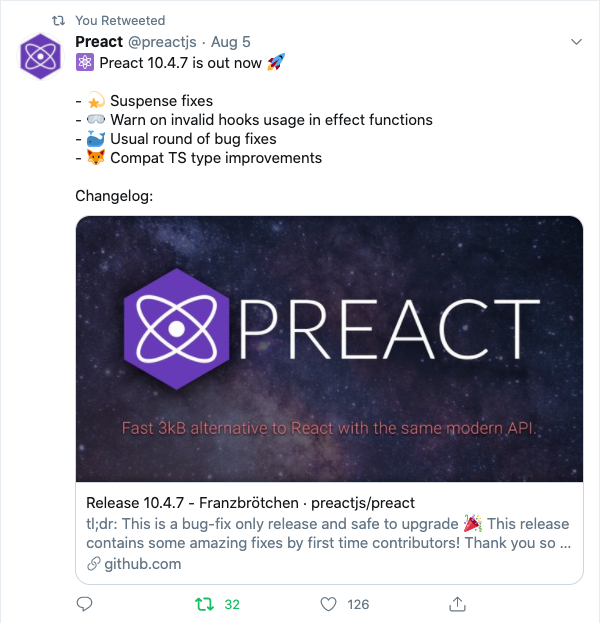 You Retweeted
Preact @preactjs · Aug 5
⚛️ Preact 10.4.7 is out now 🚀
- 💫 Suspense fixes
- 🥽 Warn on invalid hooks usage in effect functions
- 🐳 Usual round of bug fixes
- 🦊 Compat TS type improvements
Changelog:
PREACT
Fast 3kB alternative to React with the same modern API.
Release 10.4.7 - Franzbrötchen · preactjs/preact
tl;dr: This is a bug-fix only release and safe to upgrade 🎉 This release
contains some amazing fixes by first time contributors! Thank you so ...
github.com
32 126